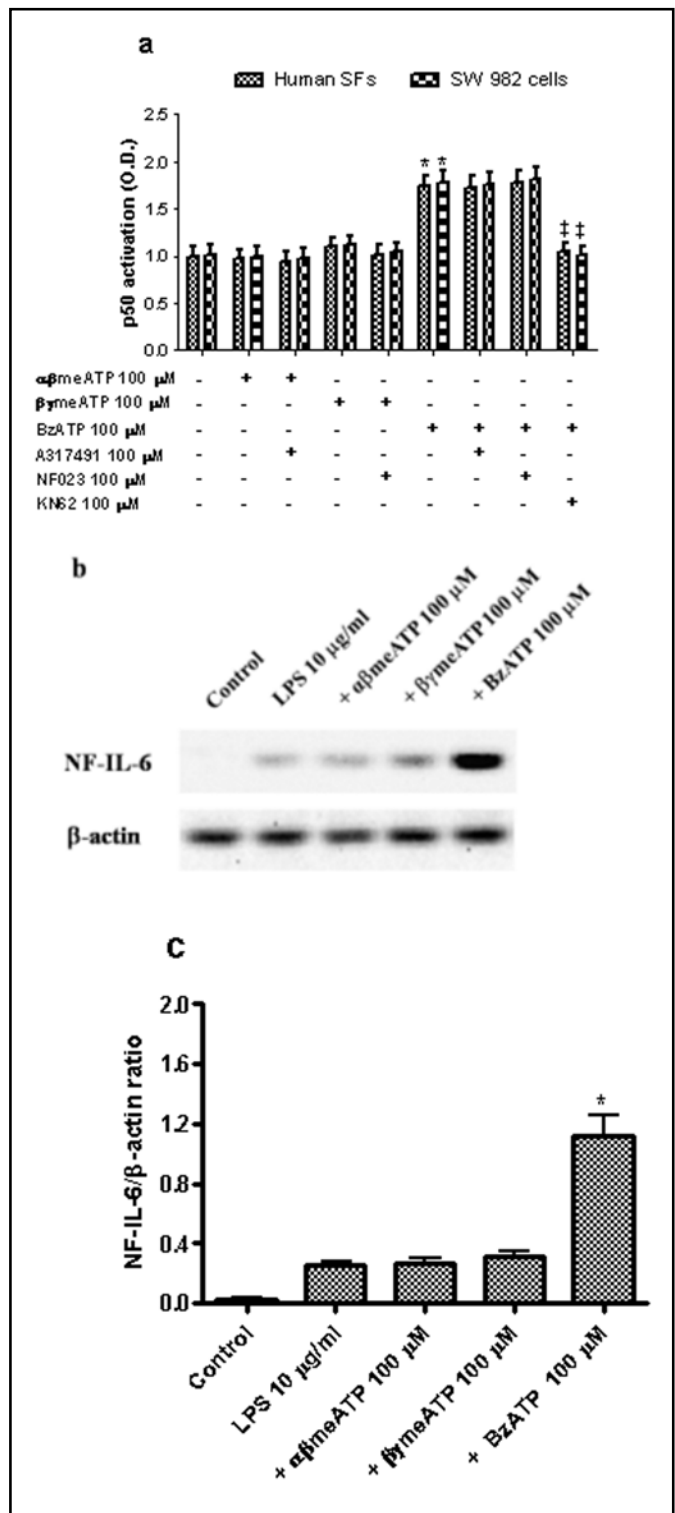 a
Human SFs SW 982 cells
p50 activation (O.D.)
2.5
2.0
1.5
1.0
0.5
0.0
* *
‡ ‡
αβmeATP 100 μM - + + - - - - - -
βγmeATP 100 μM - - - + + - - - -
BzATP 100 μM - - - - - + + + +
A317491 100 μM - - + - - - + - -
NF023 100 μM - - - - + - - + -
KN62 100 μM - - - - - - - - +
b
Control
LPS 10 μg/ml
+ αβmeATP 100 μM
+ βγmeATP 100 μM
+ BzATP 100 μM
NF-IL-6
β-actin
C
NF-IL-6/β-actin ratio
2.0
1.6
1.2
0.8
0.4
0.0
*
Control
LPS 10 μg/ml
+ αβmeATP 100 μM
+ βγmeATP 100 μM
+ BzATP 100 μM